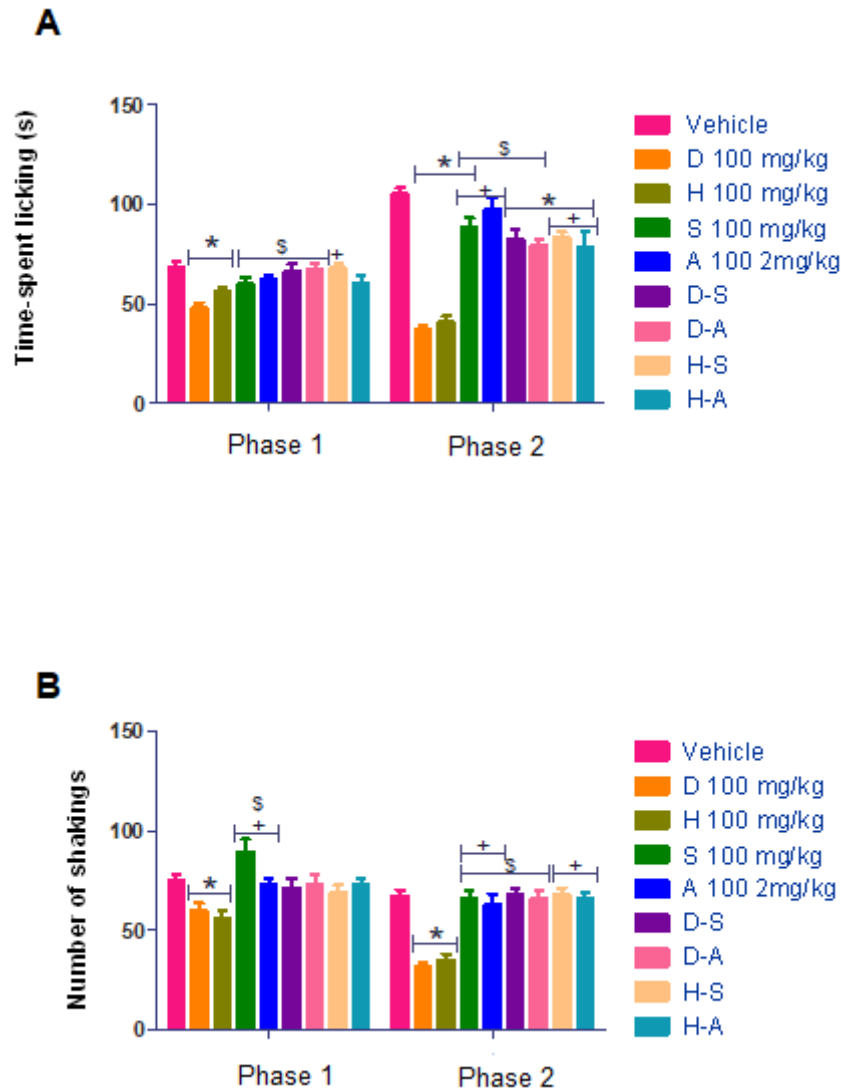 A
Time-spent licking (s)
150
100
50
0
* $ +
* $ + * +
Phase 1 Phase 2
Vehicle
D 100 mg/kg
H 100 mg/kg
S 100 mg/kg
A 100 2mg/kg
D-S
D-A
H-S
H-A
B
Number of shakings
150
100
50
0
* $ +
* + $ +
Phase 1 Phase 2
Vehicle
D 100 mg/kg
H 100 mg/kg
S 100 mg/kg
A 100 2mg/kg
D-S
D-A
H-S
H-A